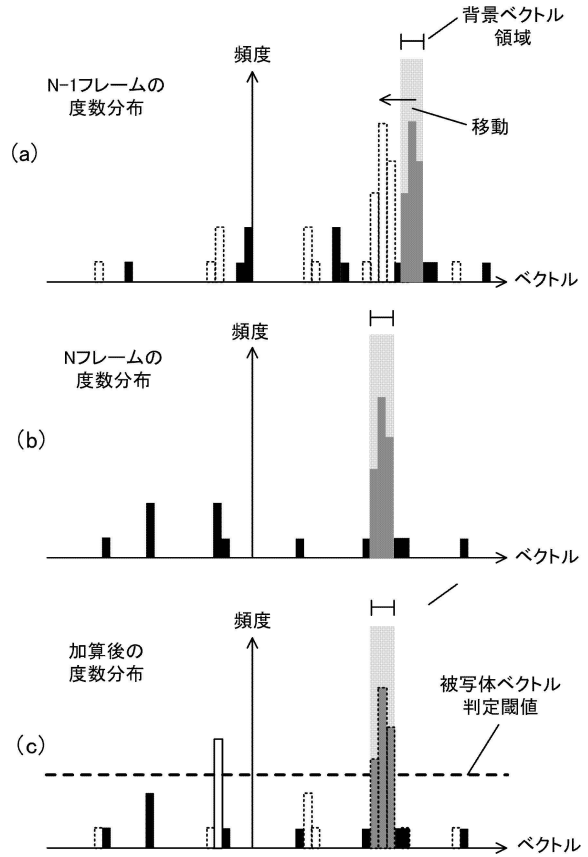 背景ベクトル
領域
頻度
N-1フレームの
度数分布
移動
(a)
ベクトル
頻度
Nフレームの
度数分布
(b)
ベクトル
頻度
加算後の
度数分布
被写体ベクトル
判定閾値
(c)
ベクトル